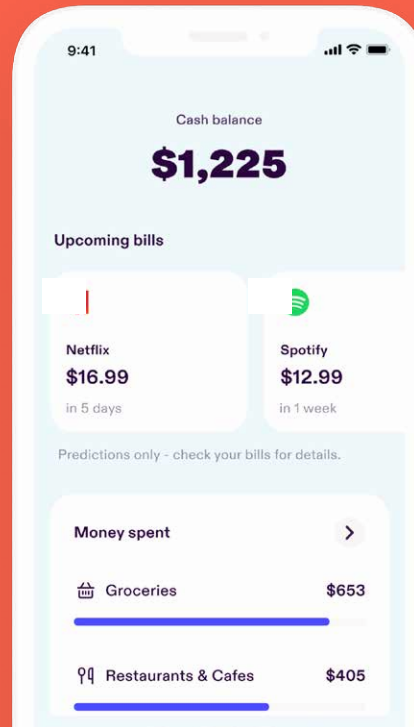 9:41
Cash balance
$1,225
Upcoming bills
Netflix
$16.99
in 5 days
Spotify
$12.99
in 1 week
Predictions only - check your bills for details.
Money spent
Groceries $653
Restaurants & Cafes $405